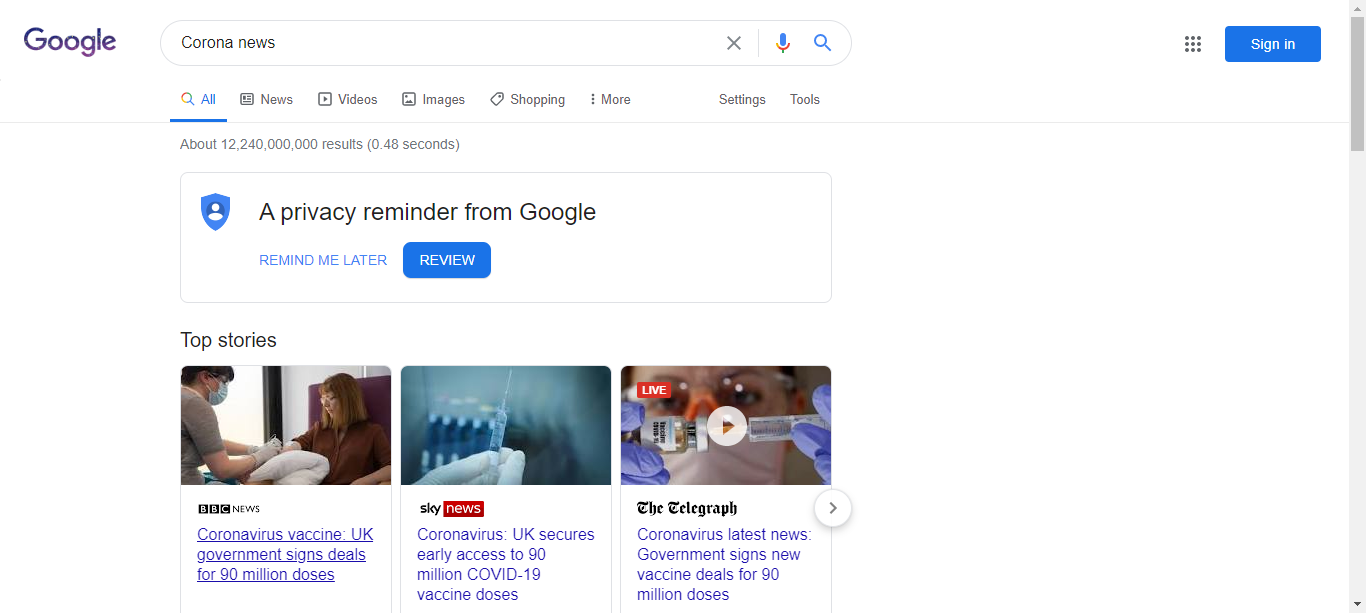 Google
Corona news
Sign in
All News Videos Images Shopping More Settings Tools
About 12,240,000,000 results (0.48 seconds)
A privacy reminder from Google
REMIND ME LATER REVIEW
Top stories
LIVE
BBC NEWS
Coronavirus vaccine: UK
government signs deals
for 90 million doses
sky news
Coronavirus: UK secures
early access to 90
million COVID-19
vaccine doses
The Telegraph
Coronavirus latest news:
Government signs new
vaccine deals for 90
million doses